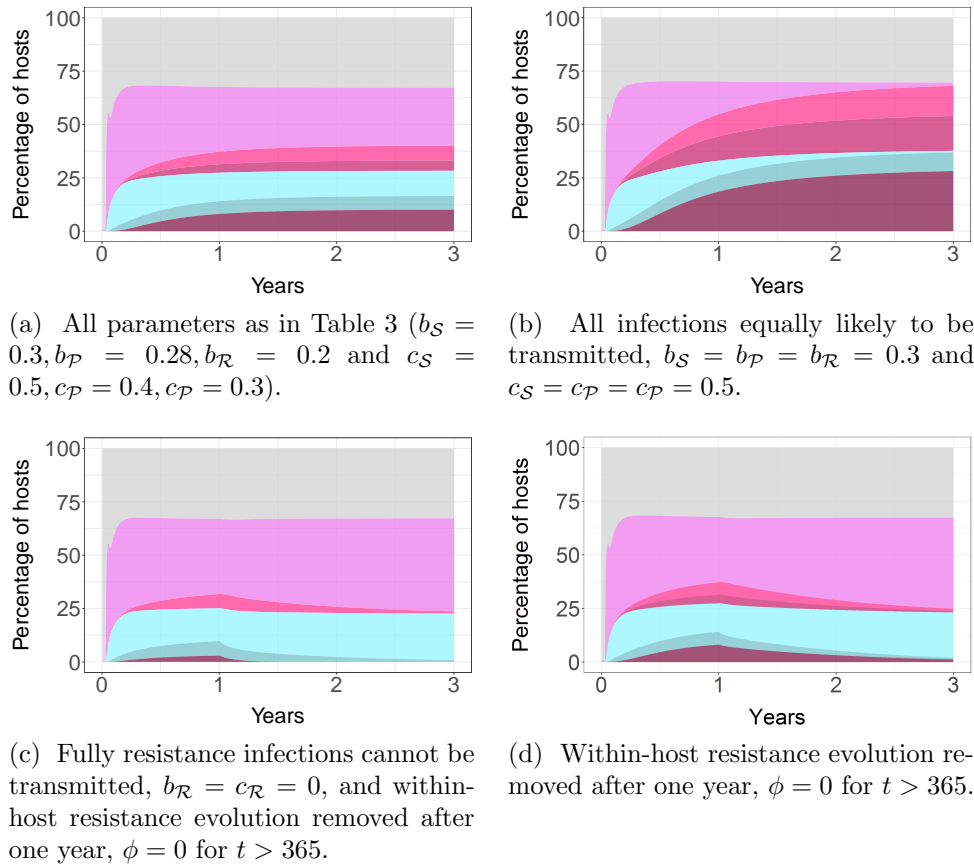 100
75
50
25
0
Percentage of hosts
0 1 2 3
Years
100
75
50
25
0
Percentage of hosts
0 1 2 3
Years
(a) All parameters as in Table 3 (b_𝒮 =
0.3, b_𝒫 = 0.28, b_ℛ = 0.2 and c_𝒮 =
0.5, c_𝒫 = 0.4, c_𝒫 = 0.3).
(b) All infections equally likely to be
transmitted, b_𝒮 = b_𝒫 = b_ℛ = 0.3 and
c_𝒮 = c_𝒫 = c_𝒫 = 0.5.
100
75
50
25
0
Percentage of hosts
0 1 2 3
Years
100
75
50
25
0
Percentage of hosts
0 1 2 3
Years
(c) Fully resistance infections cannot be
transmitted, b_ℛ = c_ℛ = 0, and within-
host resistance evolution removed after
one year, ϕ = 0 for t > 365.
(d) Within-host resistance evolution re-
moved after one year, ϕ = 0 for t > 365.